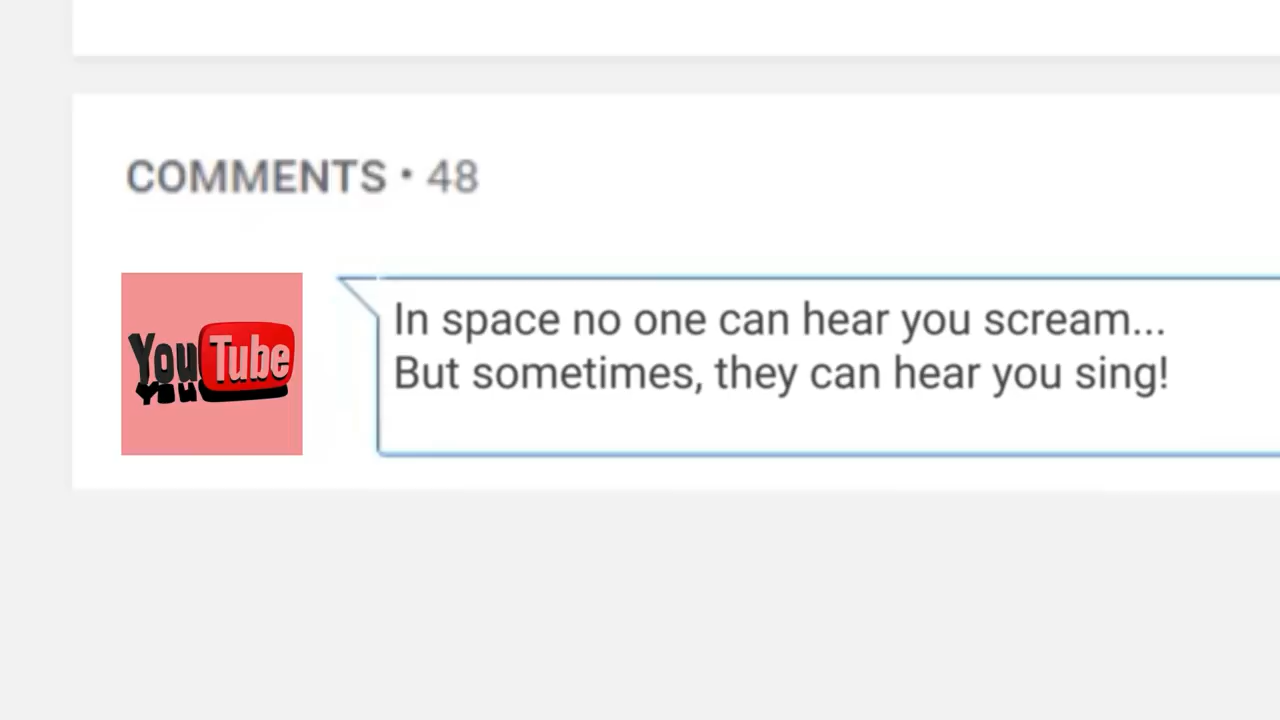 COMMENTS • 48
YouTube
You
In space no one can hear you scream...
But sometimes, they can hear you sing!